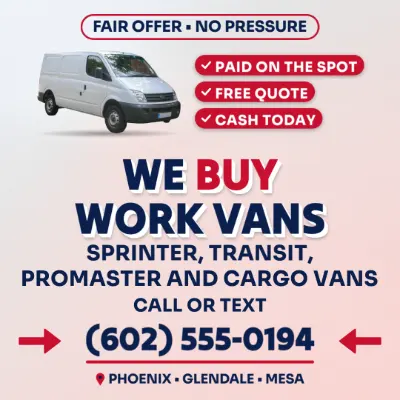 FAIR OFFER • NO PRESSURE
PAID ON THE SPOT
FREE QUOTE
CASH TODAY
WE BUY
WORK VANS
SPRINTER, TRANSIT,
PROMASTER AND CARGO VANS
CALL OR TEXT
(602) 555-0194
PHOENIX • GLENDALE • MESA